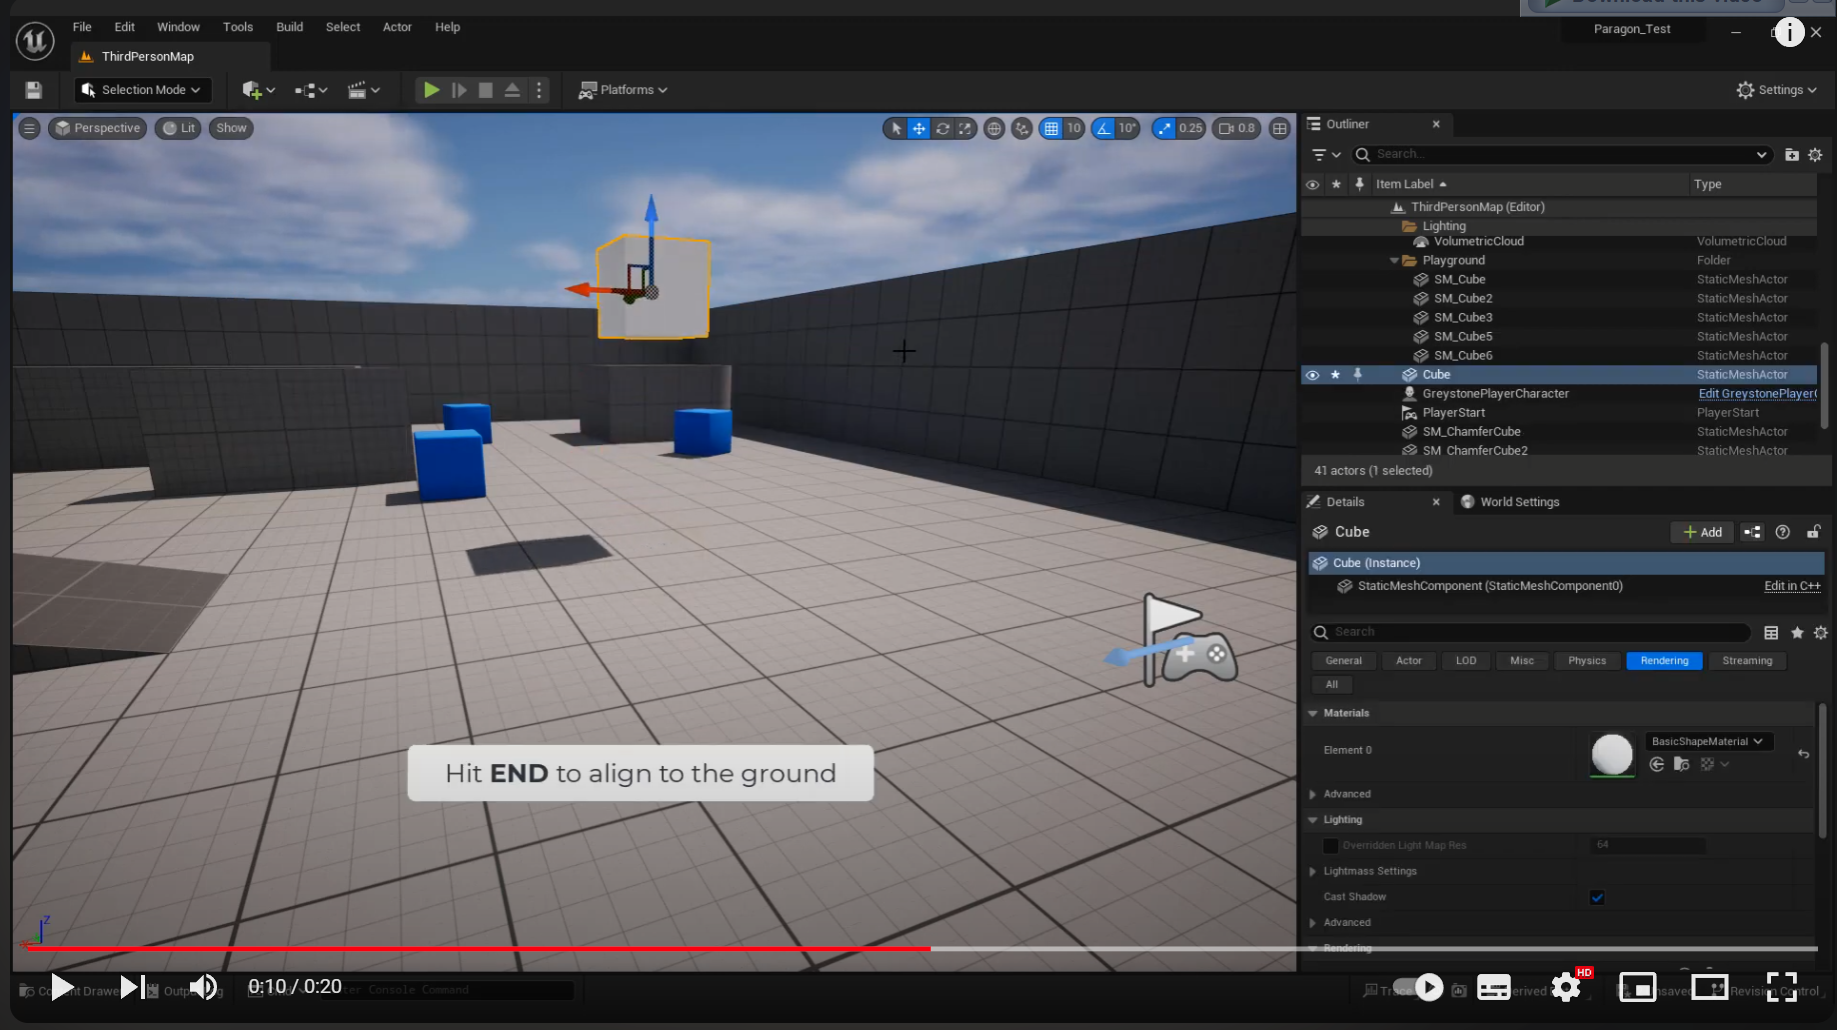 File Edit Window Tools Build Select Actor Help
Paragon_Test
ThirdPersonMap
Selection Mode
Platforms
Settings
Perspective Lit Show
10 10° 0.25 0.8
Outliner
Search...
Item Label Type
ThirdPersonMap (Editor)
Lighting
VolumetricCloud VolumetricCloud
Playground Folder
SM_Cube StaticMeshActor
SM_Cube2 StaticMeshActor
SM_Cube3 StaticMeshActor
SM_Cube5 StaticMeshActor
SM_Cube6 StaticMeshActor
Cube StaticMeshActor
GreystonePlayerCharacter Edit GreystonePlayerC
PlayerStart PlayerStart
SM_ChamferCube StaticMeshActor
SM_ChamferCube2 StaticMeshActor
41 actors (1 selected)
Details World Settings
Cube Add
Cube (Instance)
StaticMeshComponent (StaticMeshComponent0) Edit in C++
Search
General Actor LOD Misc Physics Rendering Streaming
All
Materials
Element 0 BasicShapeMaterial
Advanced
Lighting
Overridden Light Map Res 64
Lightmass Settings
Cast Shadow
Advanced
Rendering
Hit END to align to the ground
Z
0:10 / 0:20
Console Command
HD
Revision Control